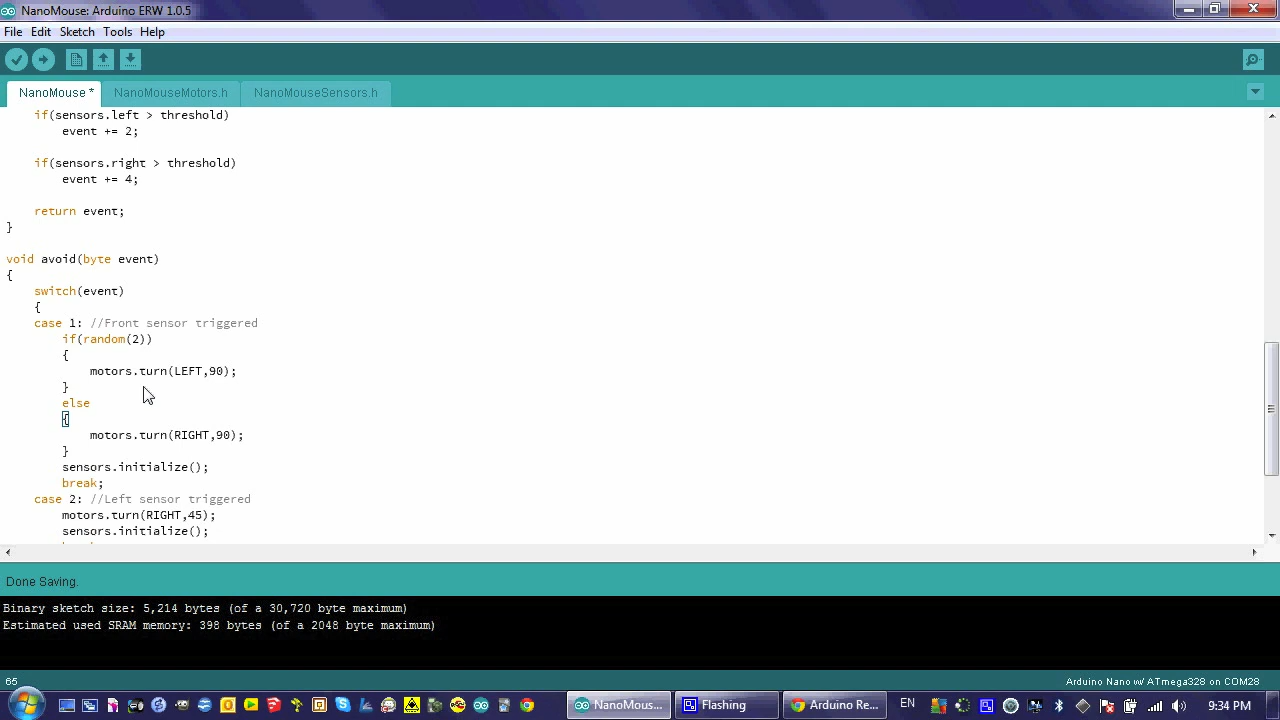 NanoMouse: Arduino ERW 1.0.5
File Edit Sketch Tools Help
NanoMouse * NanoMouseMotors.h NanoMouseSensors.h
if(sensors.left > threshold)
event += 2;
if(sensors.right > threshold)
event += 4;
return event;
}
void avoid(byte event)
{
switch(event)
{
case 1: //Front sensor triggered
if(random(2))
{
motors.turn(LEFT,90);
}
else
{
motors.turn(RIGHT,90);
}
sensors.initialize();
break;
case 2: //Left sensor triggered
motors.turn(RIGHT,45);
sensors.initialize();
Done Saving.
Binary sketch size: 5,214 bytes (of a 30,720 byte maximum)
Estimated used SRAM memory: 398 bytes (of a 2048 byte maximum)
65 Arduino Nano w/ ATmega328 on COM28
NanoMous... Flashing Arduino Re... EN 9:34 PM